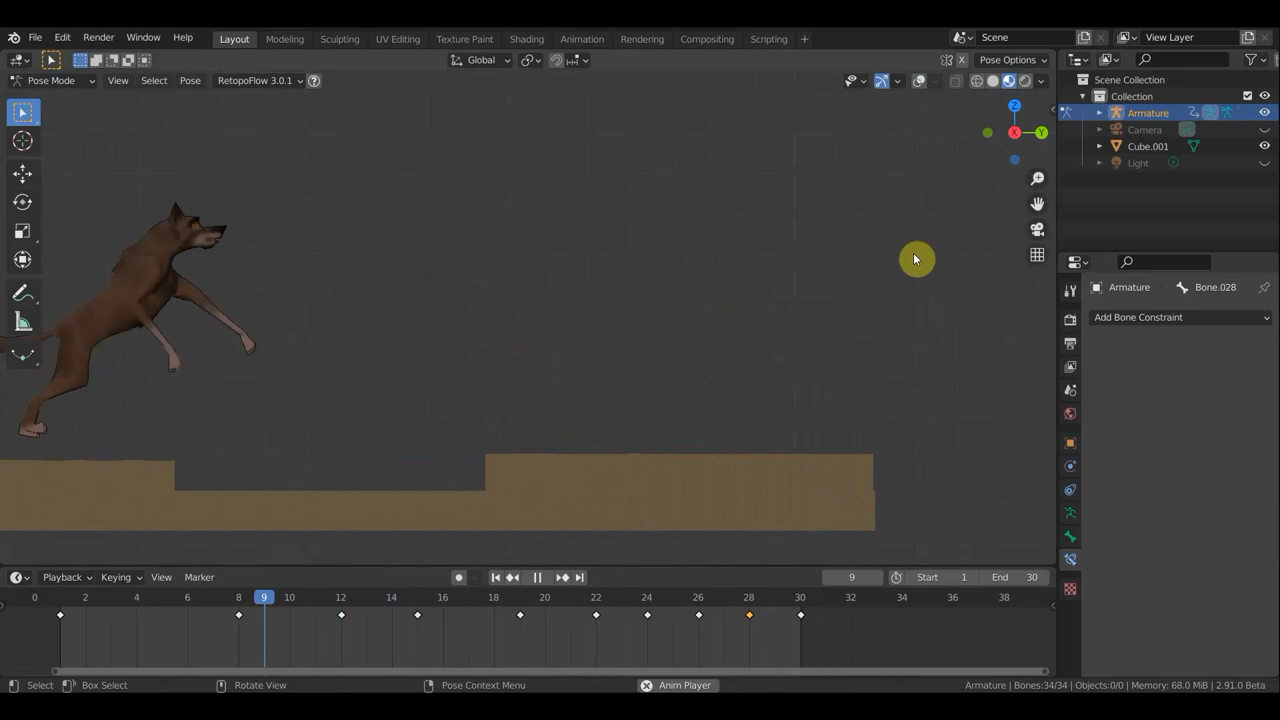 File Edit Render Window Help
Layout Modeling Sculpting UV Editing Texture Paint Shading Animation Rendering Compositing Scripting +
Scene
View Layer
Global
X
Pose Options
Pose Mode
View
Select
Pose
RetopoFlow 3.0.1
Z
X
Y
Scene Collection
Collection
Armature
Camera
Cube.001
Light
Armature
Bone.028
Add Bone Constraint
Playback
Keying
View
Marker
9
Start 1
End 30
0 2 4 6 8 9 10 12 14 16 18 20 22 24 26 28 30 32 34 36 38
Select
Box Select
Rotate View
Pose Context Menu
Anim Player
Armature | Bones:34/34 | Objects:0/0 | Memory: 68.0 MiB | 2.91.0 Beta